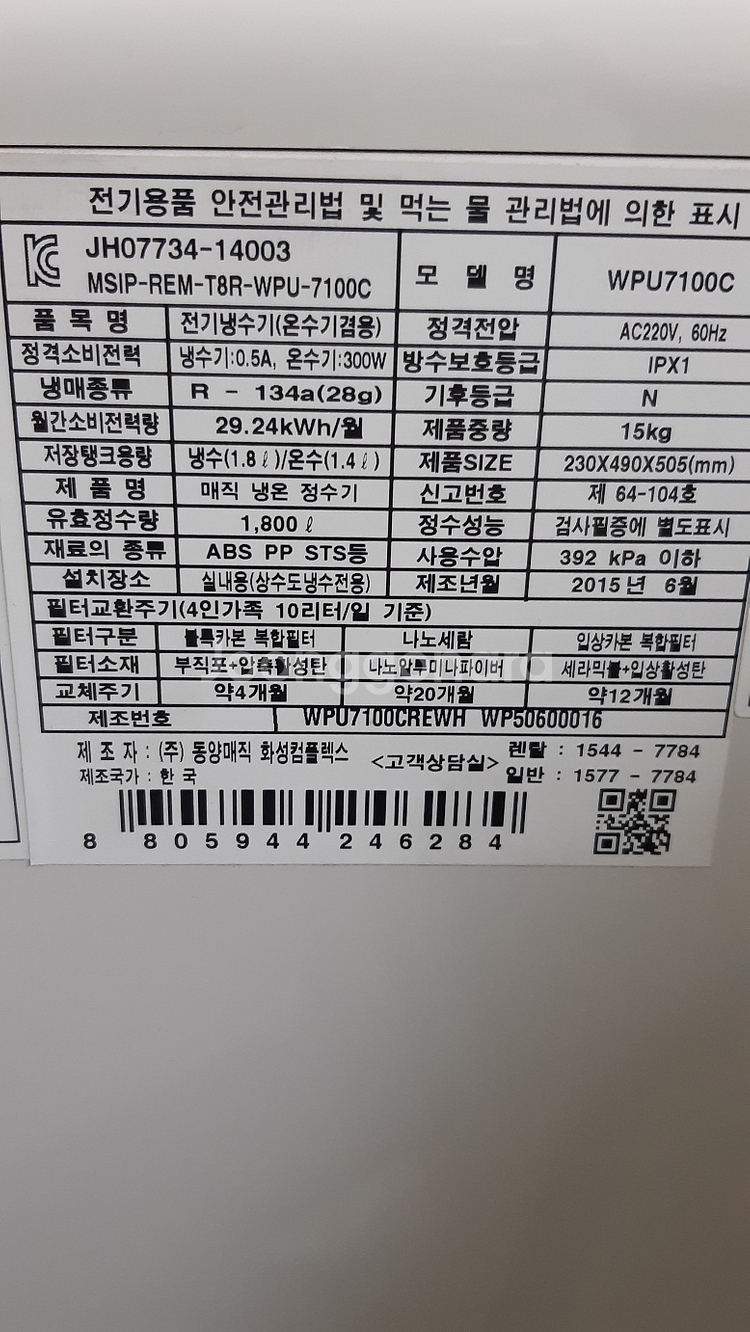 전기용품 안전관리법 및 먹는 물 관리법에 의한 표시
JH07734-14003
MSIP-REM-T8R-WPU-7100C
모 델 명 WPU7100C
품 목 명 전기냉수기(온수기겸용) 정격전압 AC220V, 60Hz
정격소비전력 냉수기:0.5A, 온수기:300W 방수보호등급 IPX1
냉매종류 R - 134a(28g) 기후등급 N
월간소비전력량 29.24kWh/월 제품중량 15kg
저장탱크용량 냉수(1.8ℓ)/온수(1.4ℓ) 제품SIZE 230X490X505(mm)
제 품 명 매직 냉온 정수기 신고번호 제 64-104호
유효정수량 1,800 ℓ 정수성능 검사필증에 별도표시
재료의 종류 ABS PP STS등 사용수압 392 kPa 이하
설치장소 실내용(상수도냉수전용) 제조년월 2015년 6월
필터교환주기(4인가족 10리터/일 기준)
필터구분 블록카본 복합필터 나노세람 입상카본 복합필터
필터소재 부직포+압축활성탄 나노알루미나파이버 세라믹볼+입상활성탄
교체주기 약4개월 약20개월 약12개월
제조번호 WPU7100CREWH WP50600016
제 조 자 : (주) 동양매직 화성컴플렉스 <고객상담실> 렌탈 : 1544 - 7784
제조국가 : 한 국 일반 : 1577 - 7784
8 805944 246284
joonggonara